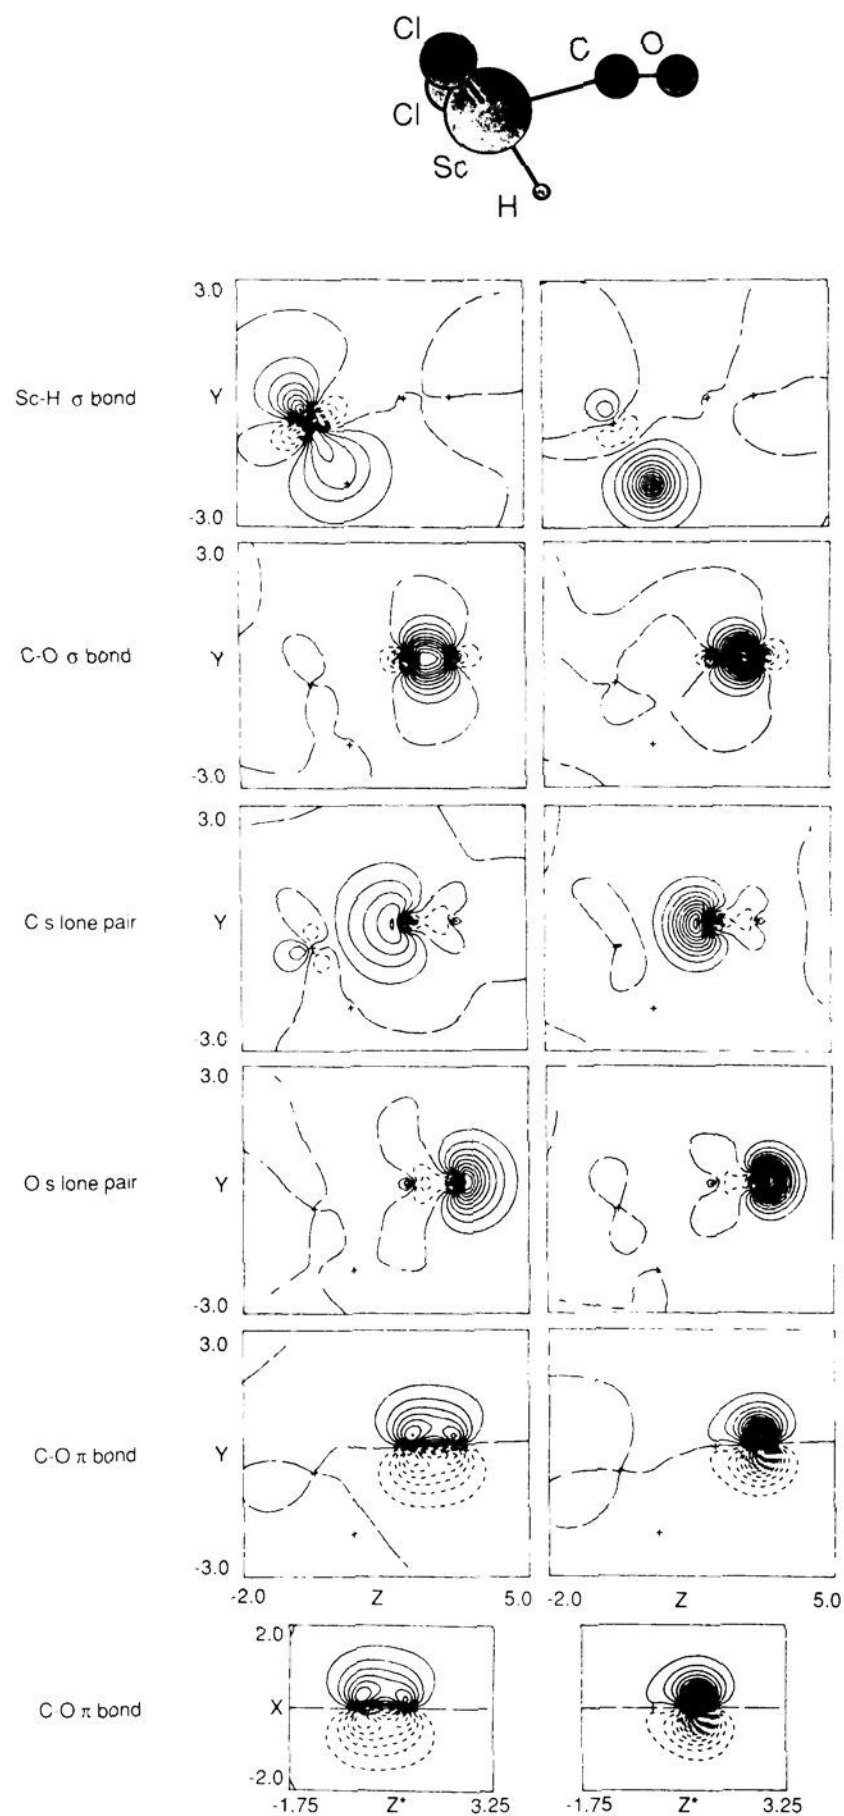 Cl
C O
Cl
Sc
H
3.0
Sc-H σ bond Y
-3.0
3.0
C-O σ bond Y
-3.0
3.0
C s lone pair Y
-3.0
3.0
O s lone pair Y
-3.0
3.0
C-O π bond Y
-3.0
-2.0 Z 5.0 -2.0 Z 5.0
2.0
C-O π bond X
-2.0
-1.75 Z* 3.25 -1.75 Z* 3.25